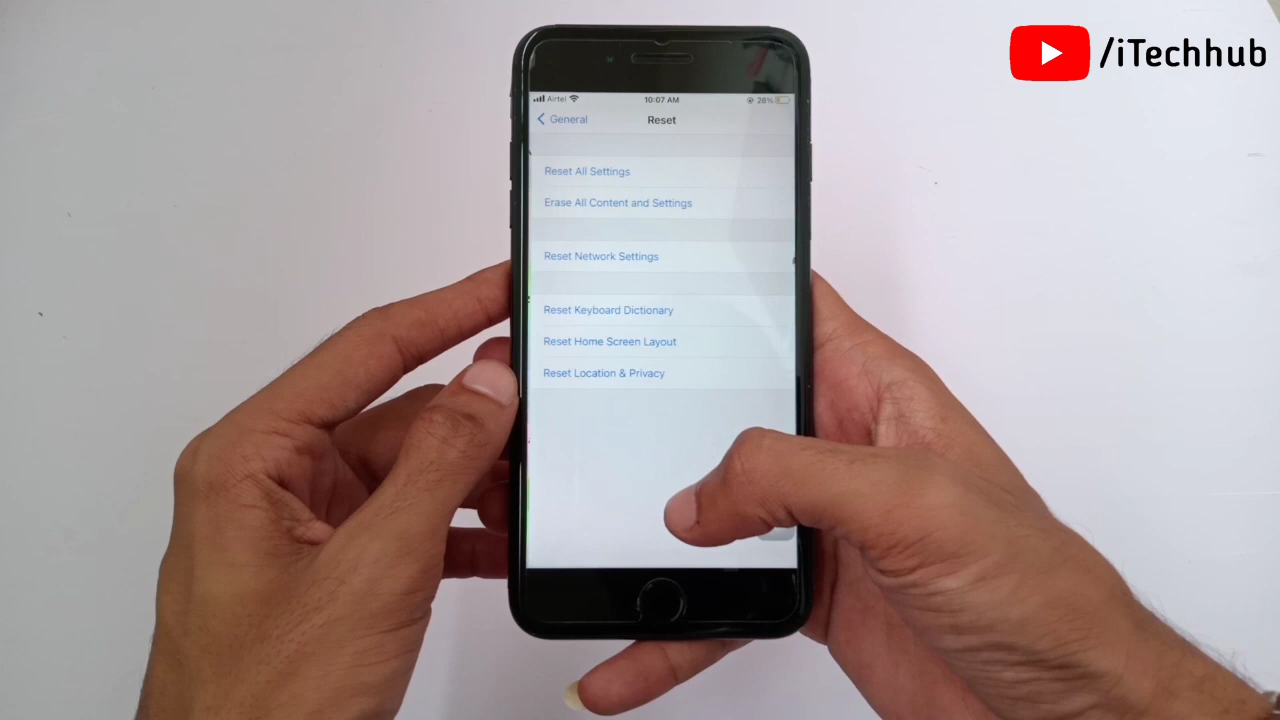 /iTechhub
Airtel 10:07 AM 28%
General Reset
Reset All Settings
Erase All Content and Settings
Reset Network Settings
Reset Keyboard Dictionary
Reset Home Screen Layout
Reset Location & Privacy